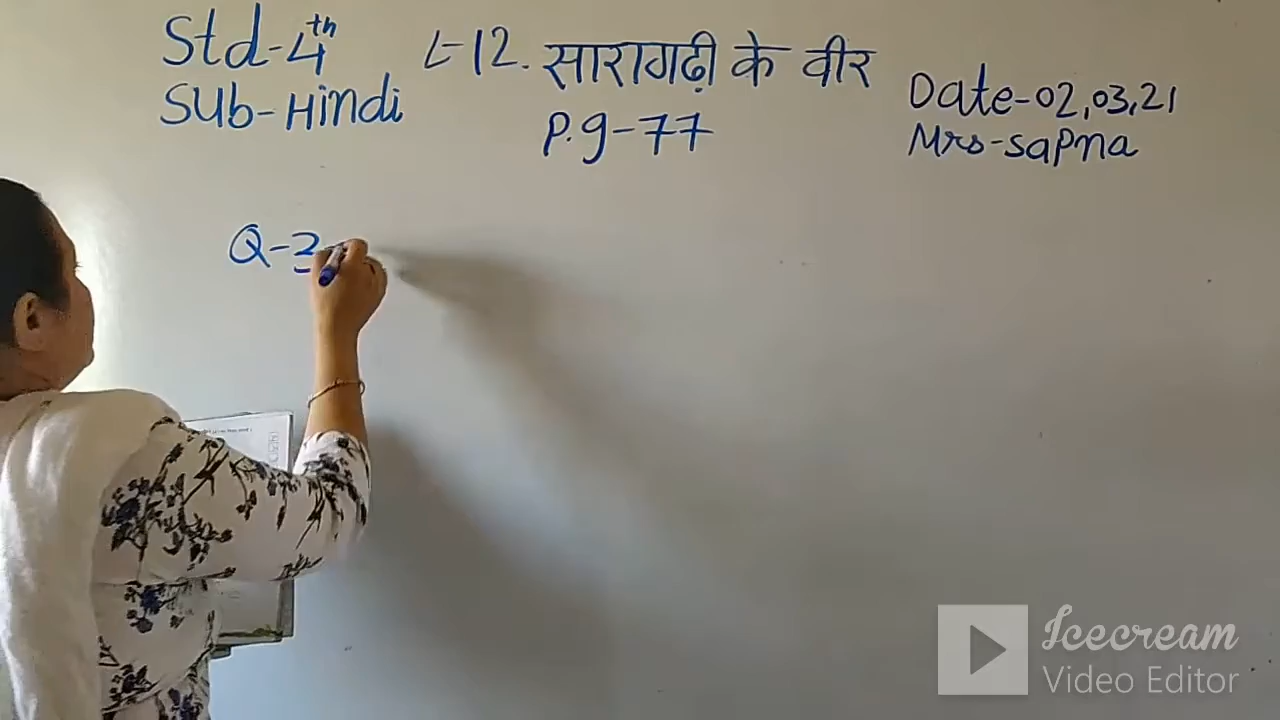 Std-4th
Sub-Hindi
L-12. सारागढ़ी के वीर
P.g-77
Date-02,03,21
Mrs-sapna
Q-3
Icecream
Video Editor